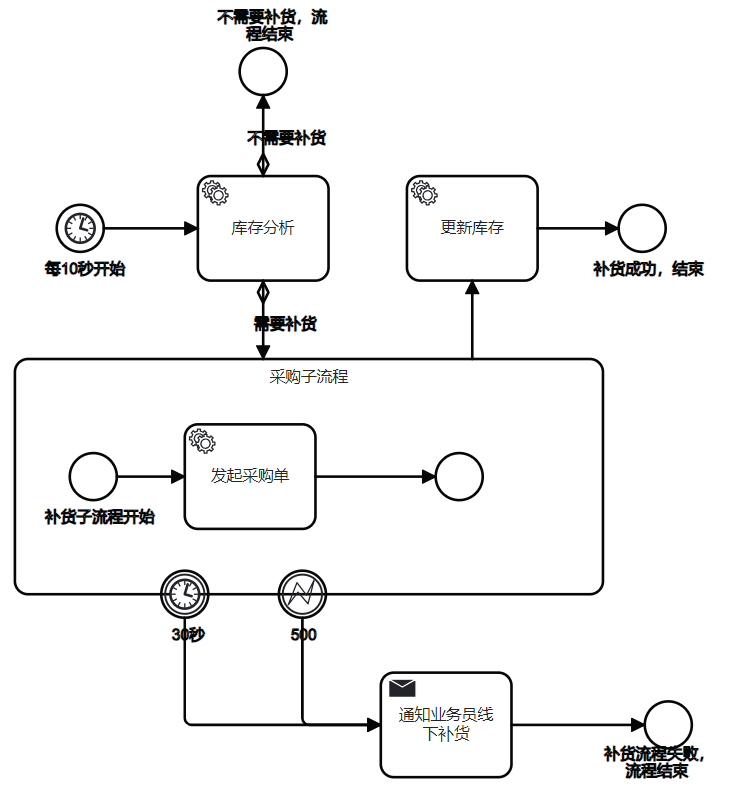 不需要补货，流
程结束
不需要补货
库存分析
更新库存
每10秒开始
补货成功，结束
需要补货
采购子流程
发起采购单
补货子流程开始
30秒
500
通知业务员线
下补货
补货流程失败，
流程结束